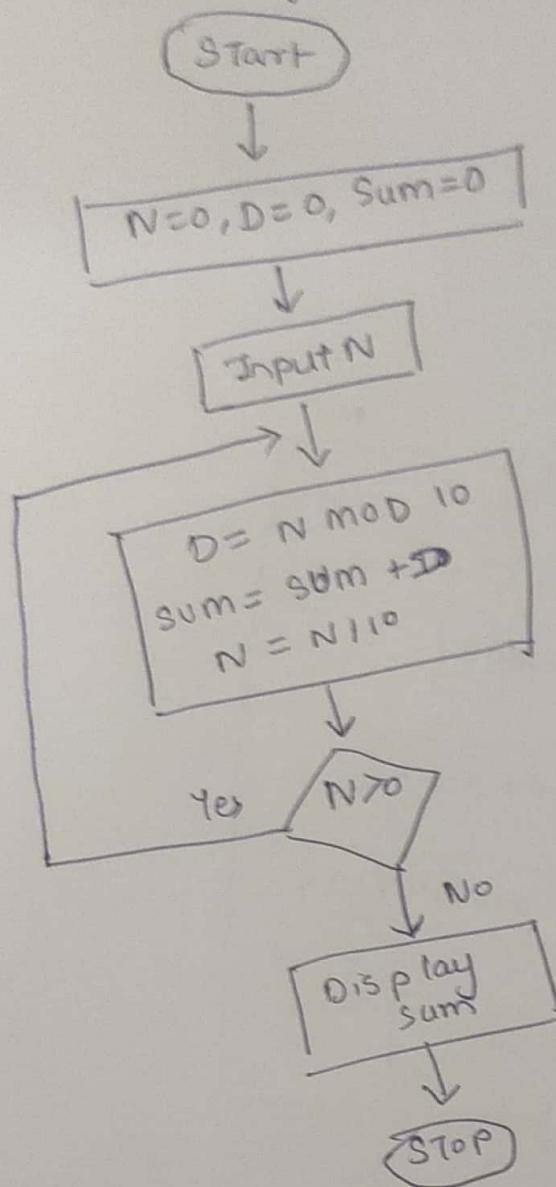 Start
N=0, D=0, Sum=0
Input N
D= N MOD 10
SUM= SUM +D
N = N/10
N>0
Yes
NO
Display
sum
STOP